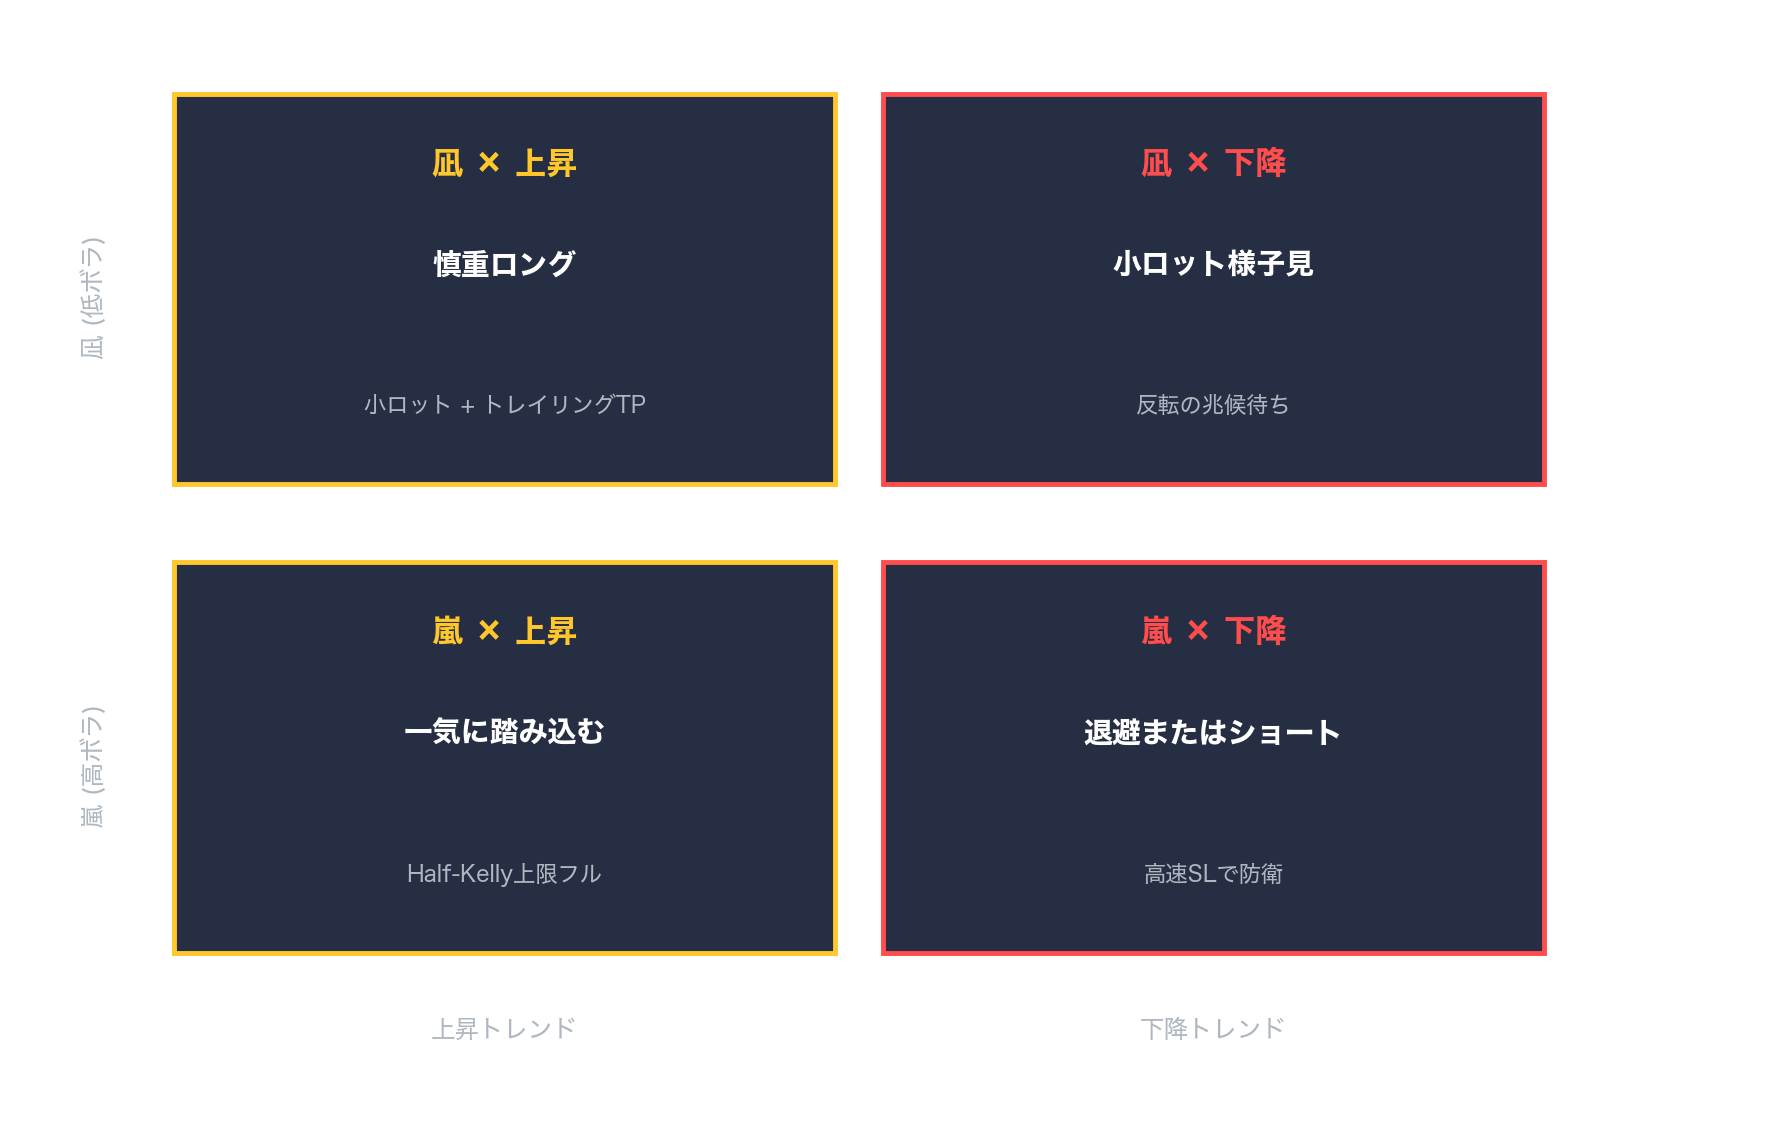 凪 (低ボラ)
凪 × 上昇
慎重ロング
小ロット + トレイリングTP
凪 × 下降
小ロット様子見
反転の兆候待ち
嵐 (高ボラ)
嵐 × 上昇
一気に踏み込む
Half-Kelly上限フル
嵐 × 下降
退避またはショート
高速SLで防衛
上昇トレンド
下降トレンド